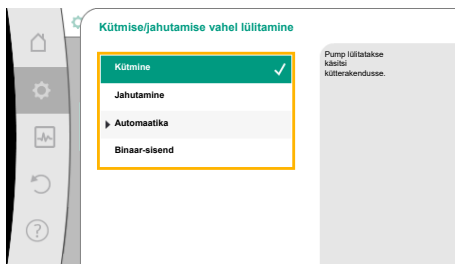 Kütmise/jahutamise vahel lülitamine
Kütmine
Jahutamine
Automaatika
Binaar-sisend
Pump lülitatakse
käsitsi
kütterakendusse.